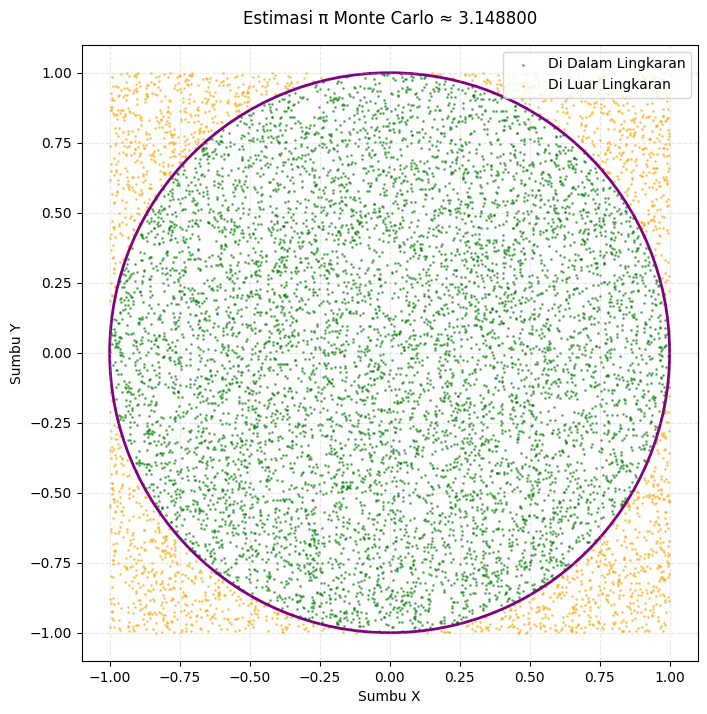 Estimasi π Monte Carlo ≈ 3.148800
Di Dalam Lingkaran
Di Luar Lingkaran
1.00
0.75
0.50
0.25
0.00
−0.25
−0.50
−0.75
−1.00
Sumbu Y
−1.00 −0.75 −0.50 −0.25 0.00 0.25 0.50 0.75 1.00
Sumbu X